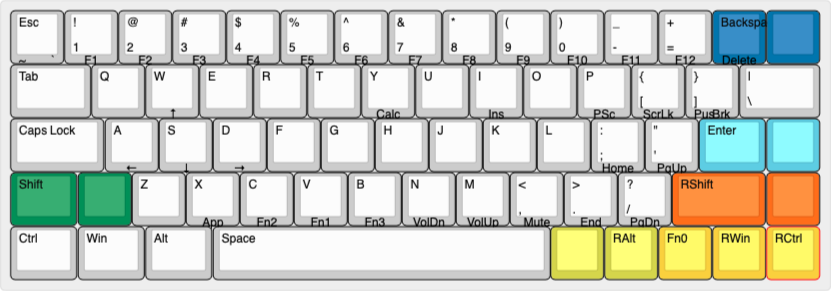 Esc ! @ # $ % ^ & * ( ) _ + Backspa
1 2 3 4 5 6 7 8 9 0 - =
~ ` F1 F2 F3 F4 F5 F6 F7 F8 F9 F10 F11 F12 Delete
Tab Q W E R T Y U I O P { } |
[ ] \
↑ Calc Ins PSc ScrLk PusBrk
Caps Lock A S D F G H J K L : " Enter
; '
← ↓ → Home PgUp
Shift Z X C V B N M < > ? RShift
, . /
App Fn2 Fn1 Fn3 VolDn VolUp Mute End PgDn
Ctrl Win Alt Space RAlt Fn0 RWin RCtrl